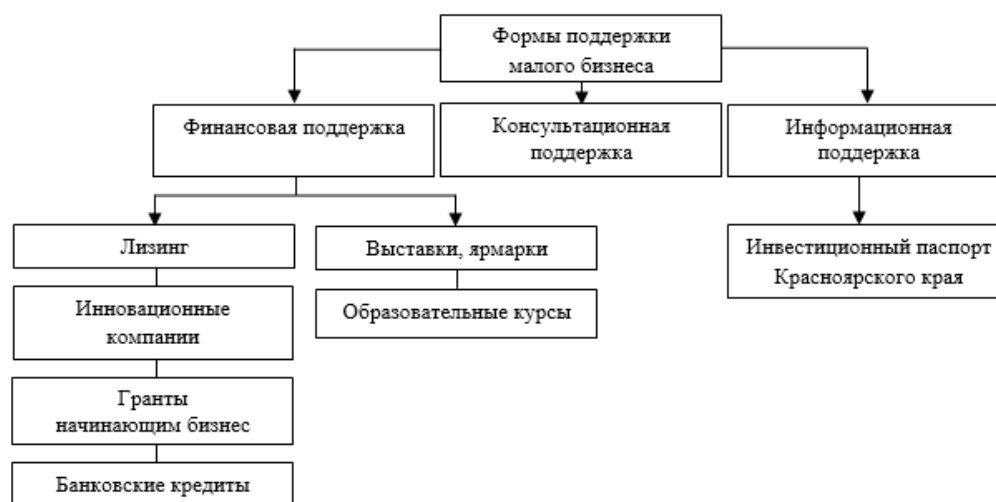 Формы поддержки
малого бизнеса
Финансовая поддержка
Консультационная
поддержка
Информационная
поддержка
Лизинг
Выставки, ярмарки
Инвестиционный паспорт
Красноярского края
Инновационные
компании
Образовательные курсы
Гранты
начинающим бизнес
Банковские кредиты